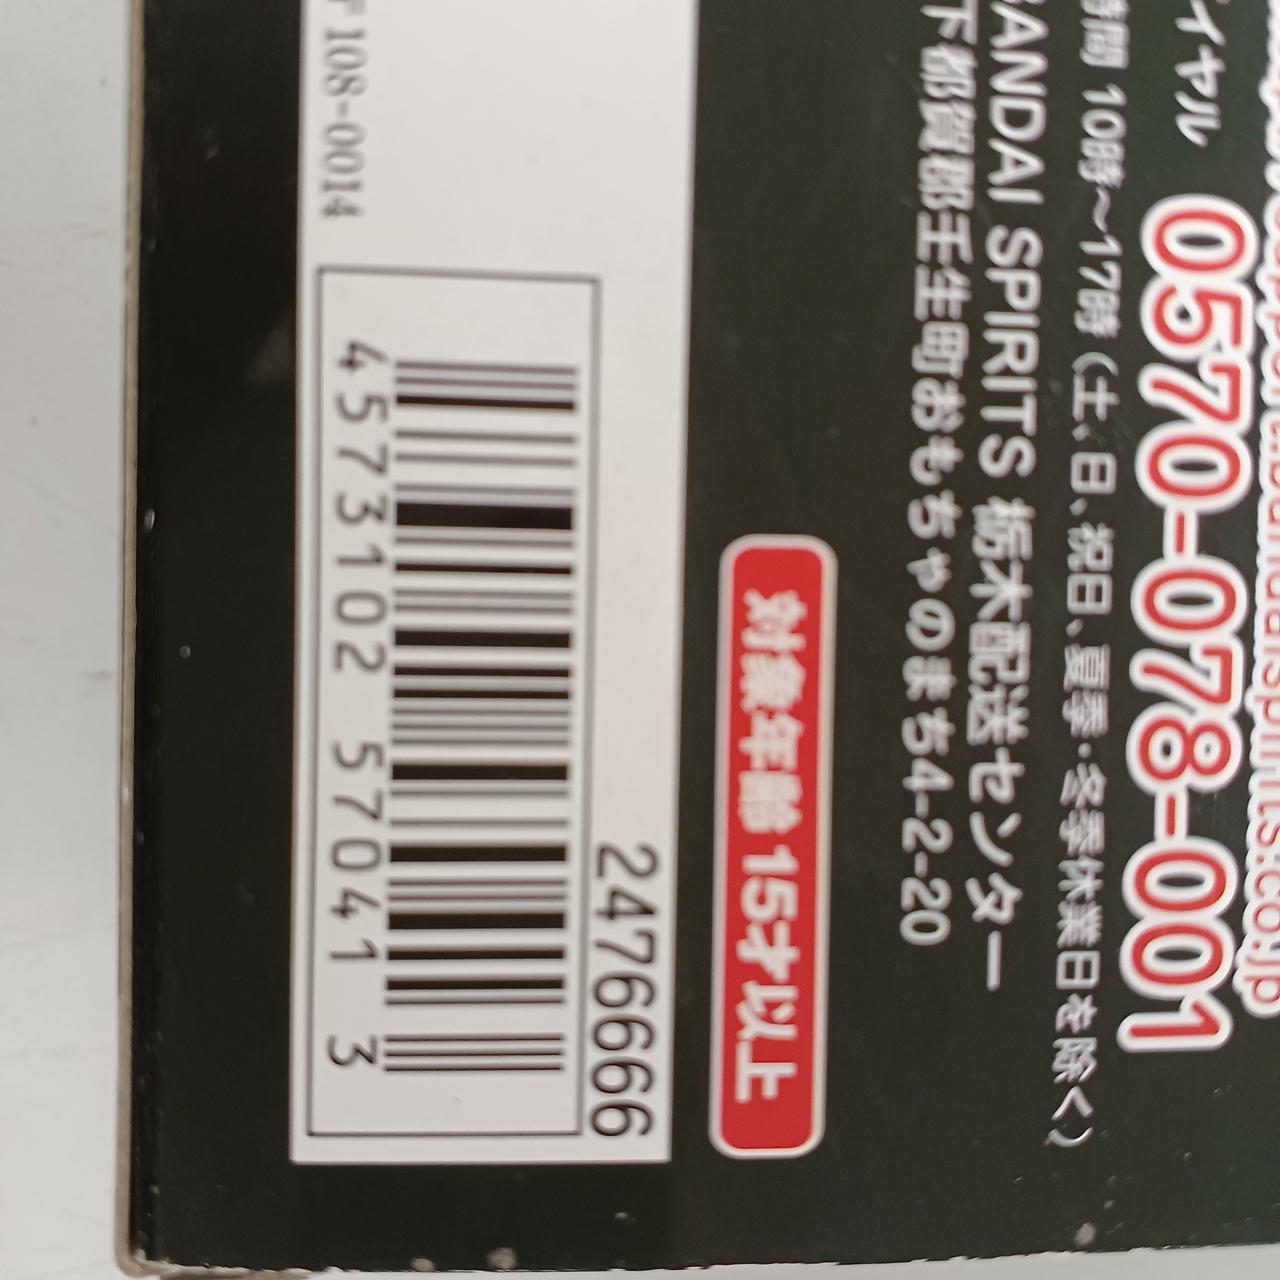 イヤル 0570-078-001
時間 10時〜17時（土、日、祝日、夏季・冬季休業日を除く）
BANDAI SPIRITS 栃木配送センター
下都賀郡壬生町おもちゃのまち4-2-20
対象年齢 15才以上
2476666
4573102 57041 3
〒108-0014